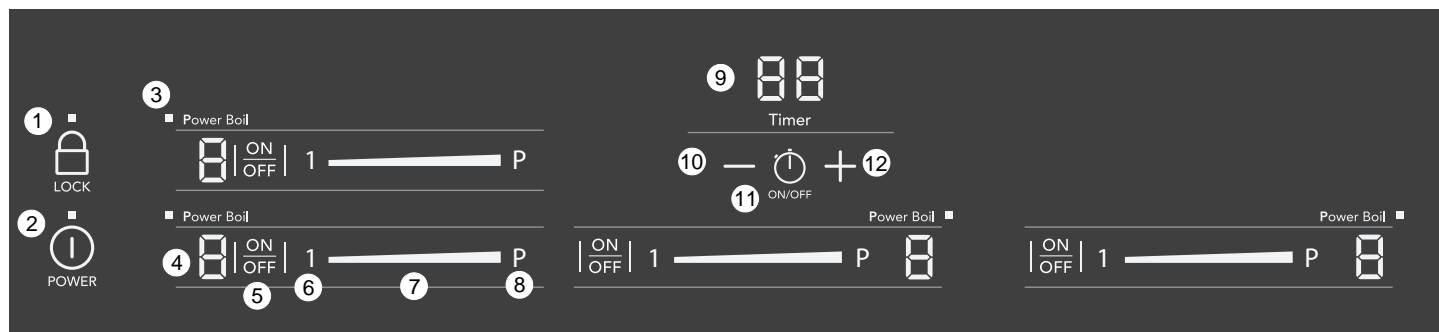 9 88
3
1
Power Boil
Timer
8 ON OFF 1 P
10 12
LOCK
11 ON/OFF
2
Power Boil
Power Boil
Power Boil
4 8 ON OFF 1 P
ON OFF 1 P 8
ON OFF 1 P 8
POWER
5 6 7 8